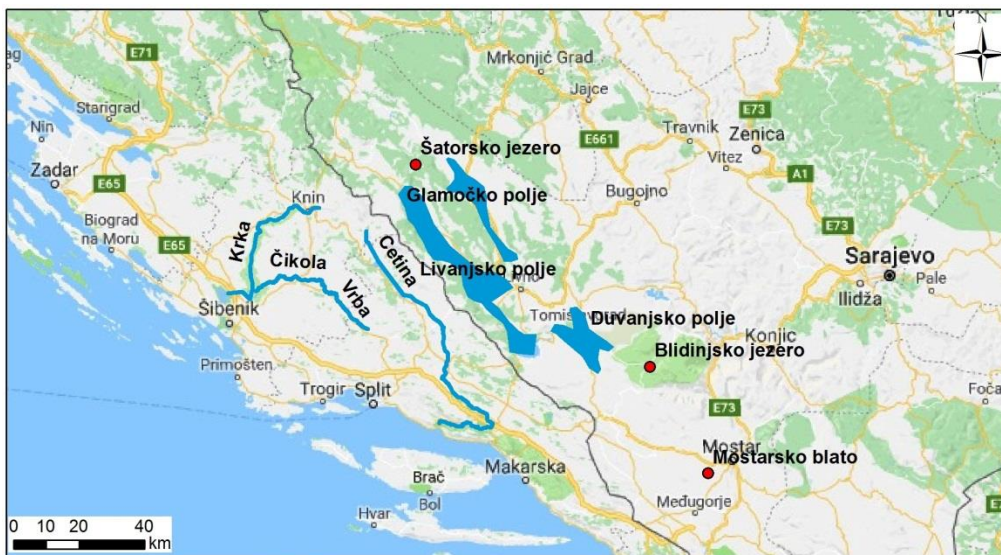 N
Mrkonjić Grad
E71
Jajce
Starigrad
E73
Travnik
Zenica
Nin
E661
Šatorsko jezero
Vitez
Zadar
E65
A1
Knin
Glamočko polje
Bugojno
Biograd
na Moru
E65
Krka
Čikola
Cetina
E73
Sarajevo
Livanjsko polje
Pale
Vrba
Ilidža
Šibenik
Duvanjsko polje
Konjic
Blidinjsko jezero
Primošten
Trogir
Split
Foča
E73
Mostar
Mostarsko blato
Makarska
Brač
Bol
Međugorje
Hvar
0 10 20 40
km